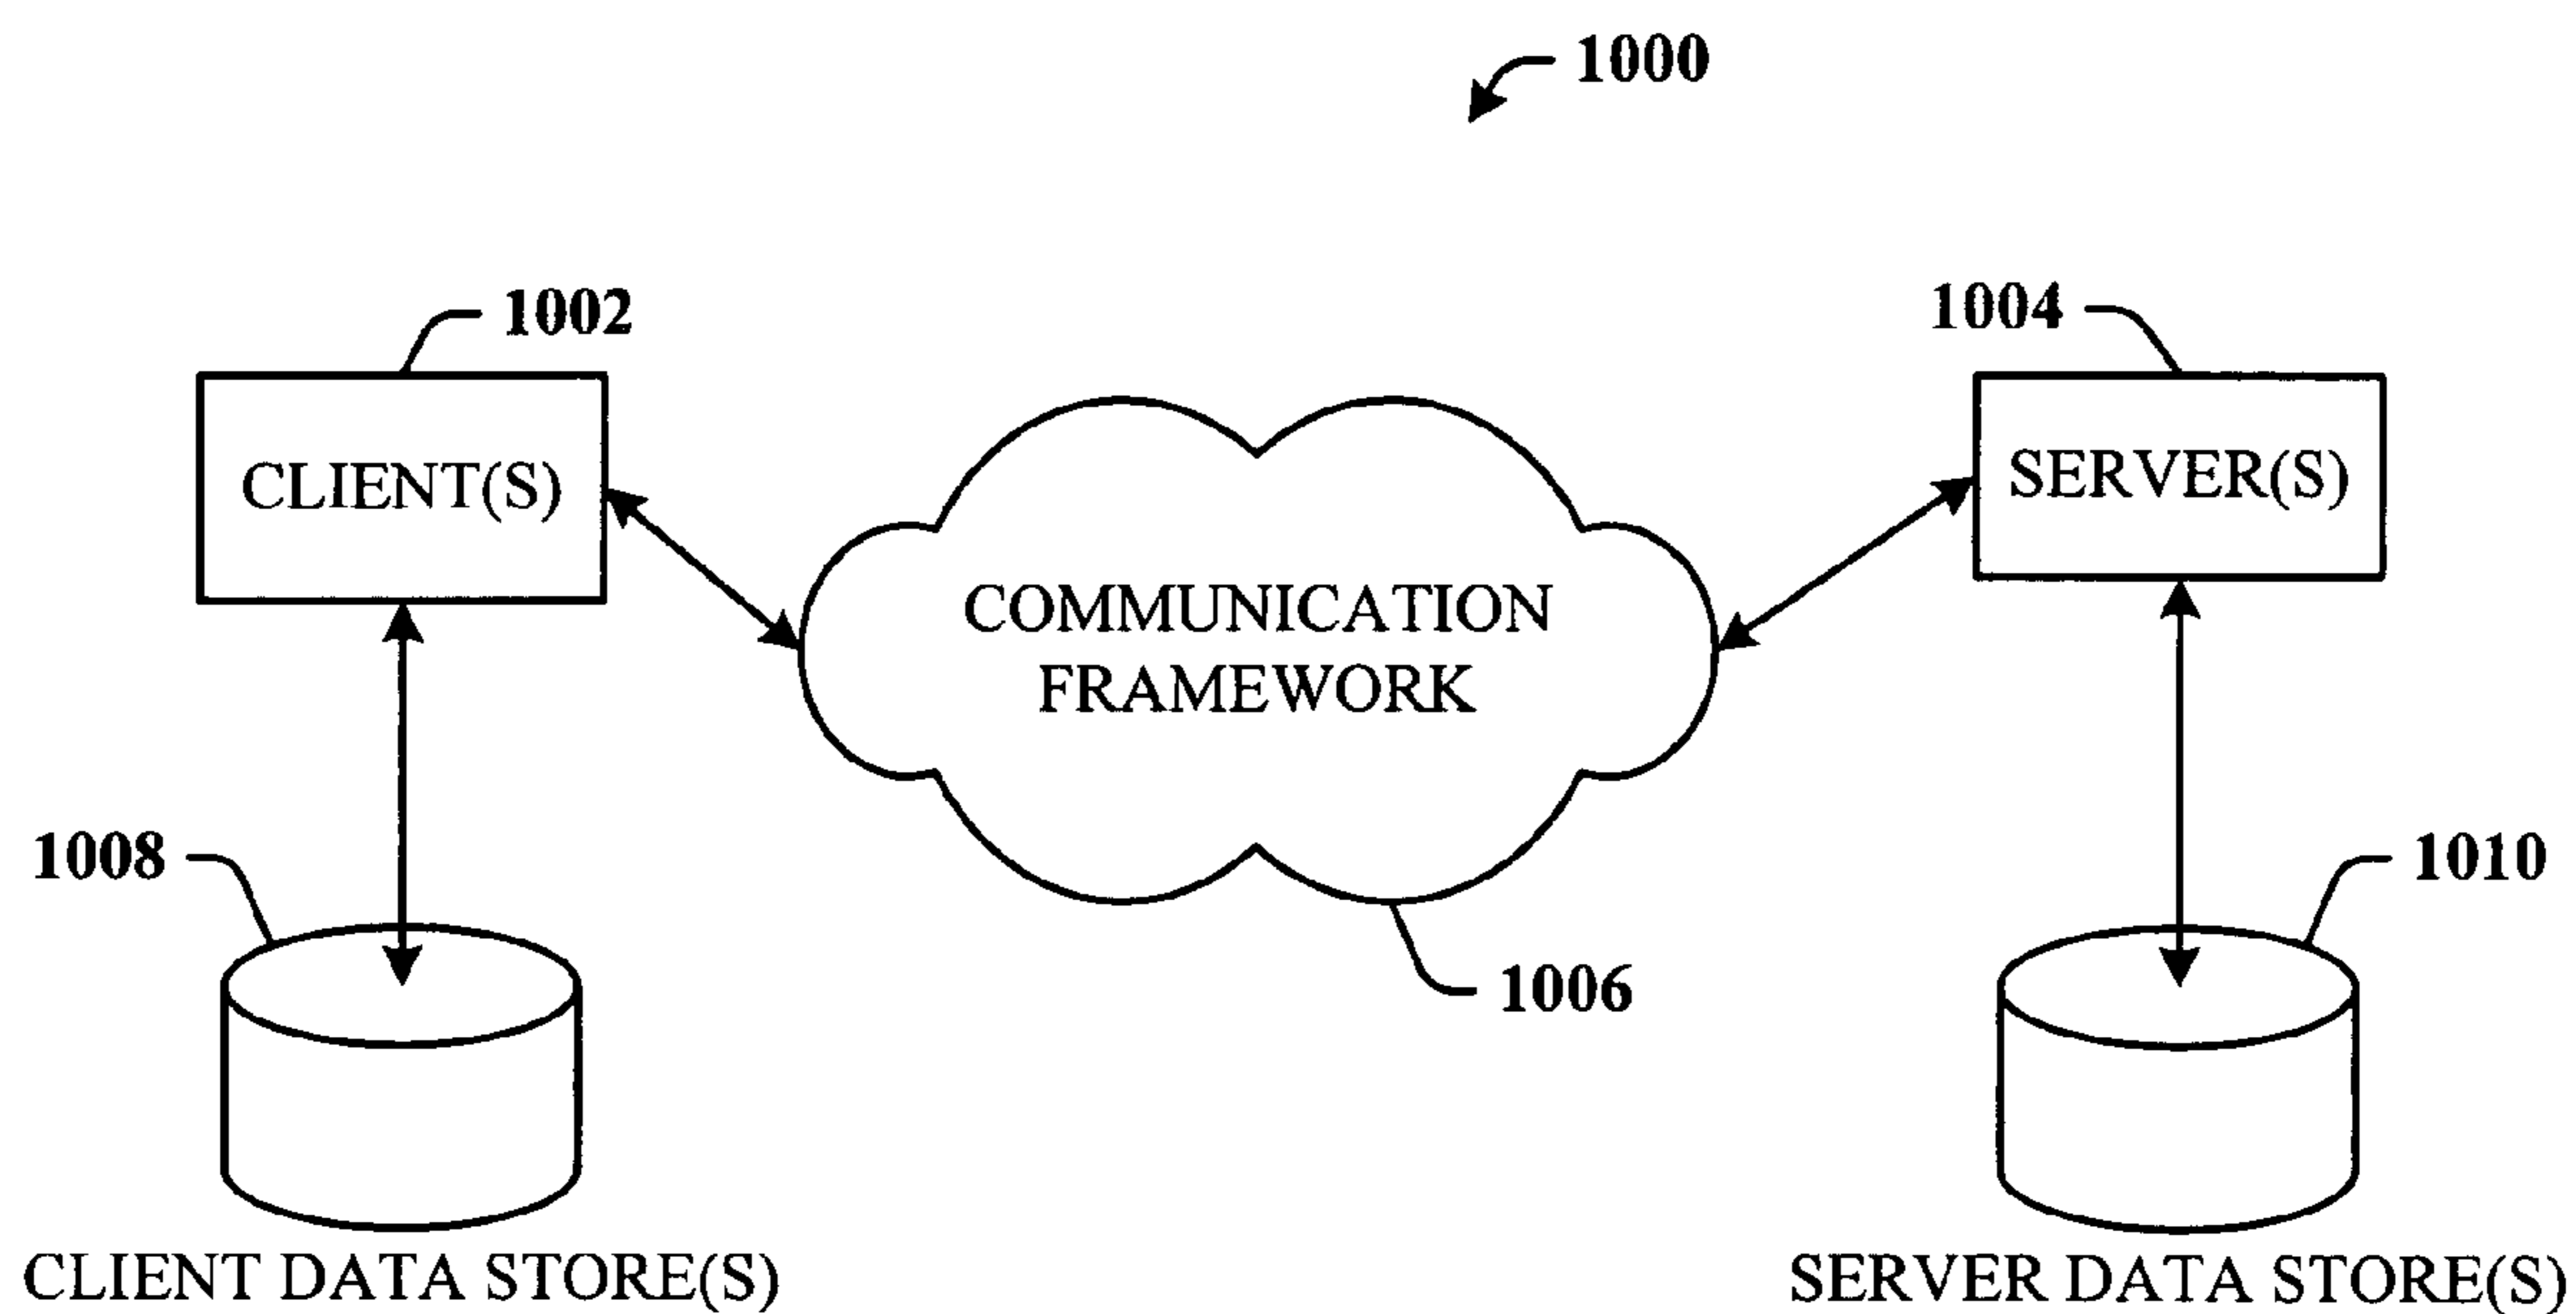 1000
1002
1004
CLIENT(S)
SERVER(S)
COMMUNICATION
FRAMEWORK
1008
1010
1006
CLIENT DATA STORE(S)
SERVER DATA STORE(S)